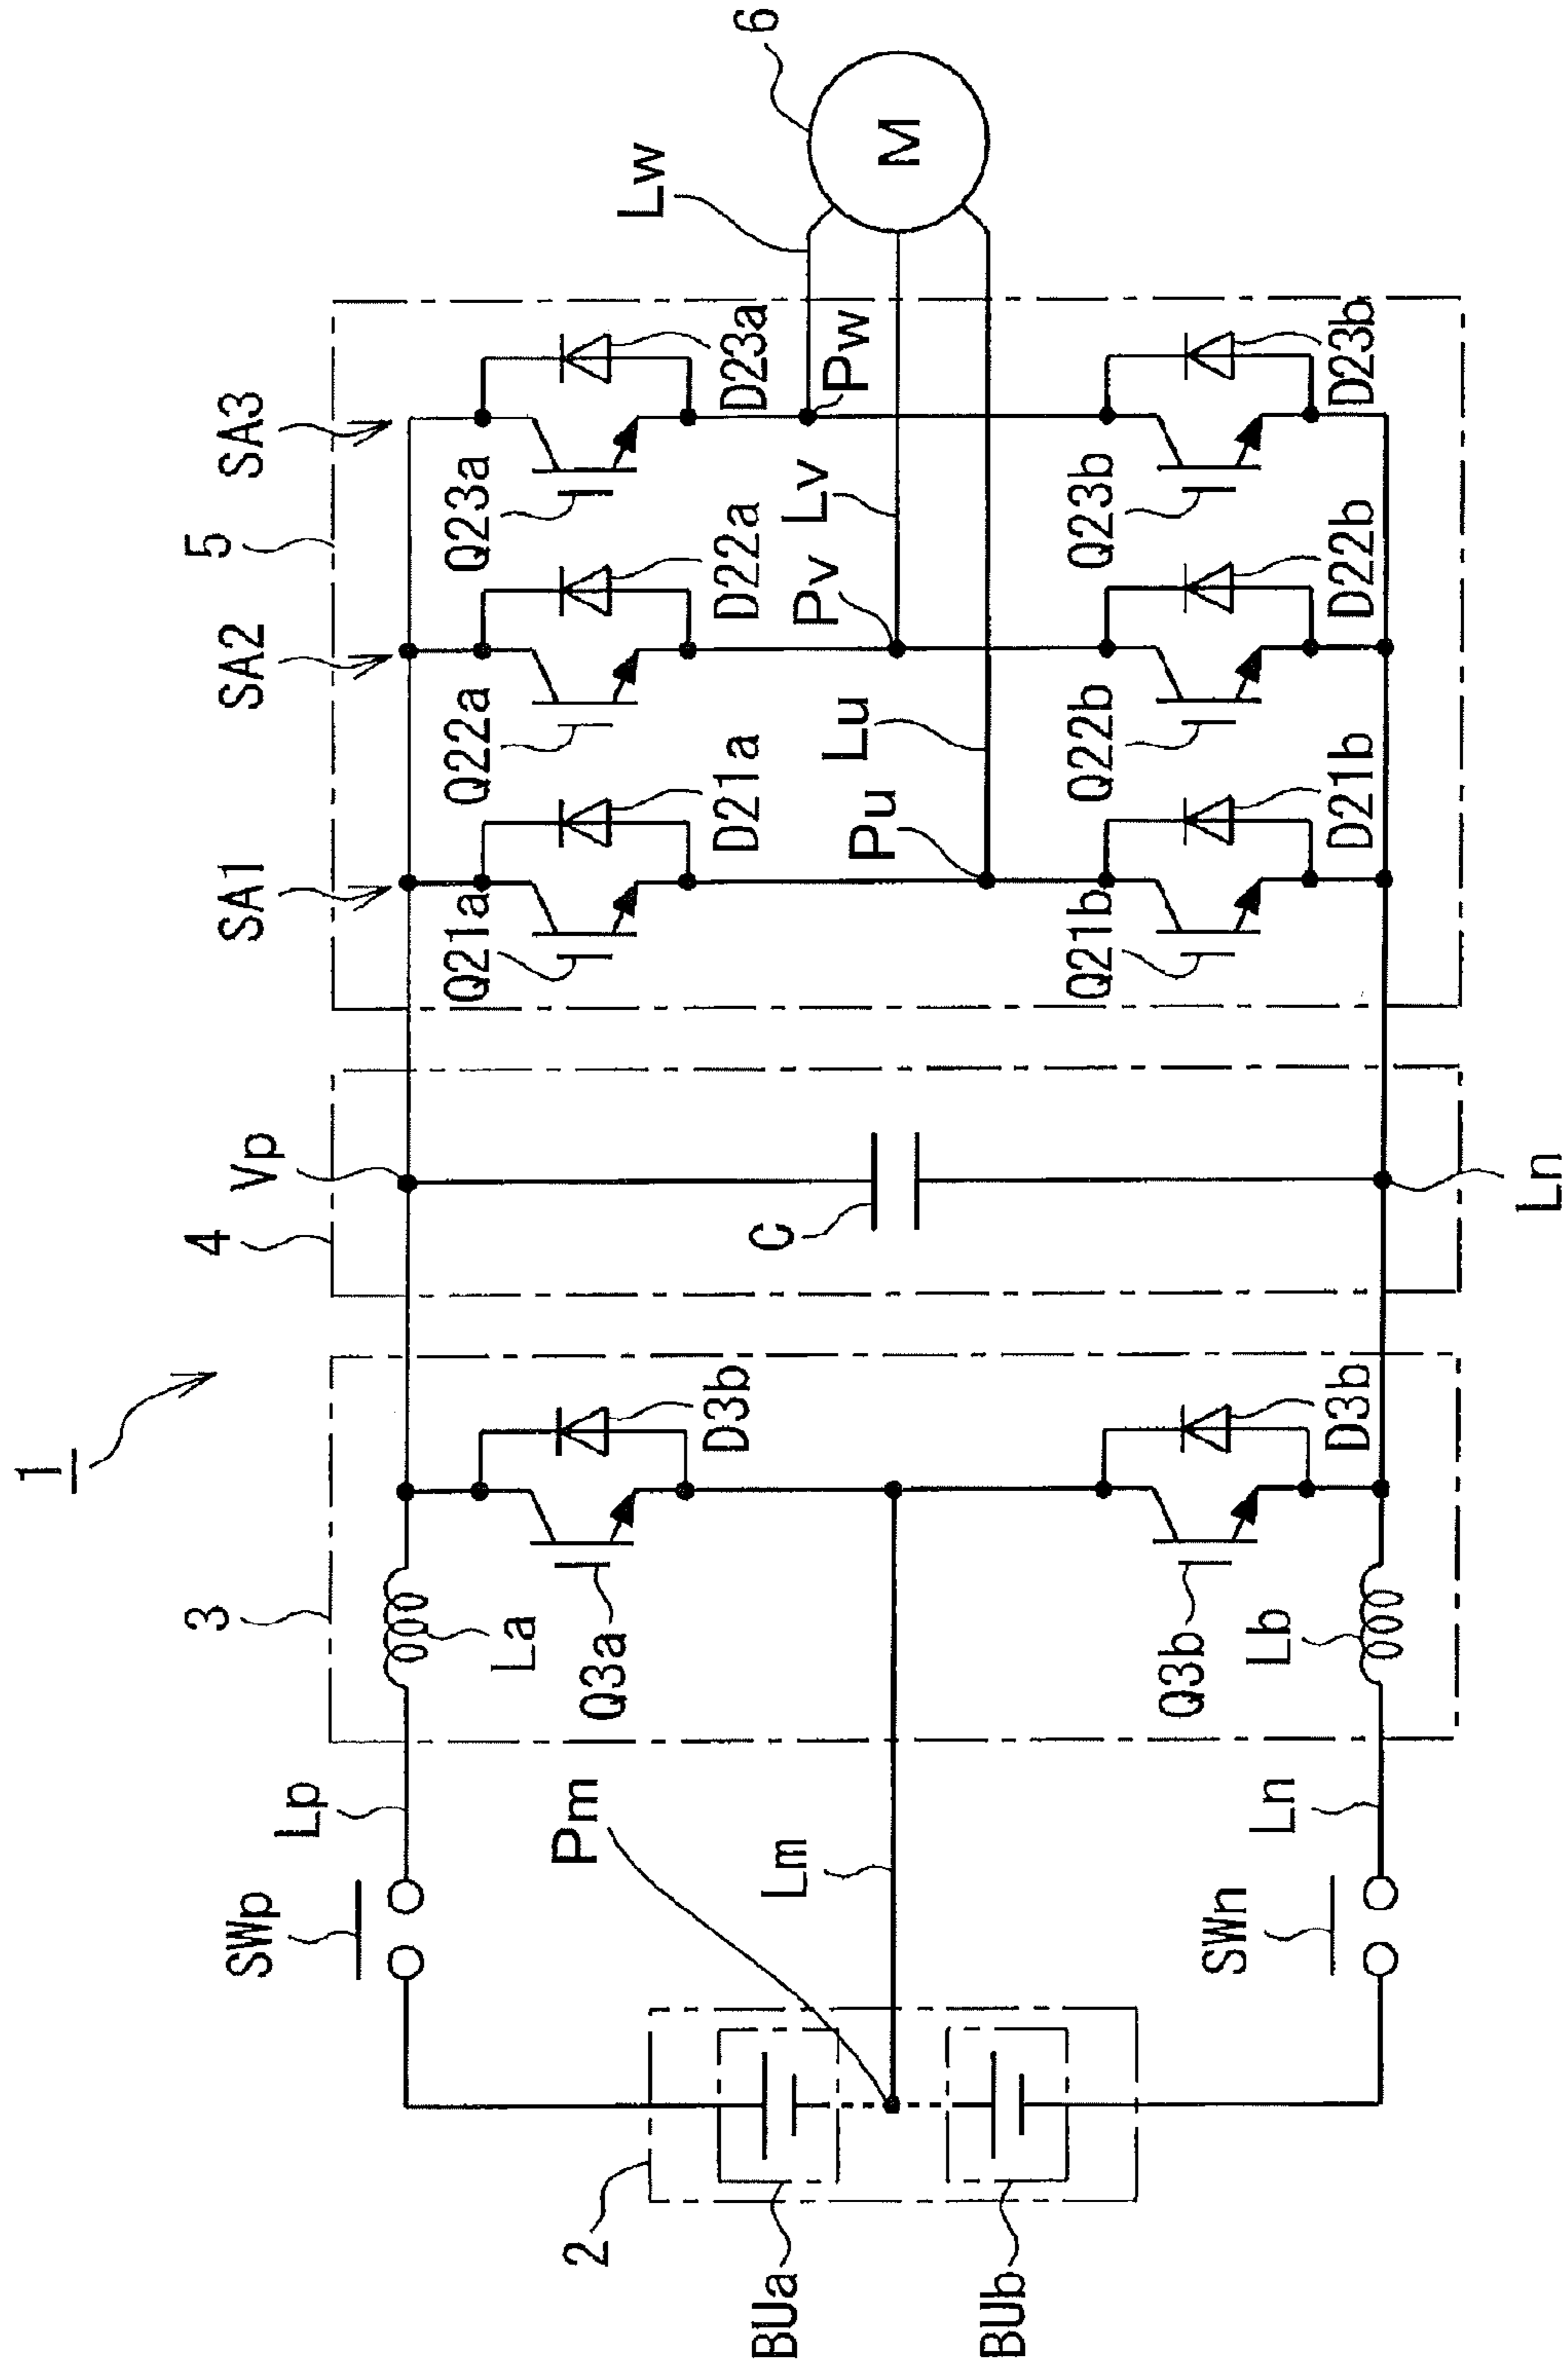 1
2
BUa
BUb
SWp
SWn
Lp
Pm
Lm
Ln
3
La
Q3a
D3b
Q3b
Lb
D3b
4
Vp
C
Ln
5
SA1
SA2
SA3
Q21a
D21a
Q22a
D22a
Q23a
D23a
Pu
Lu
Pv
Lv
Pw
Lw
Q21b
D21b
Q22b
D22b
Q23b
D23b
6
M